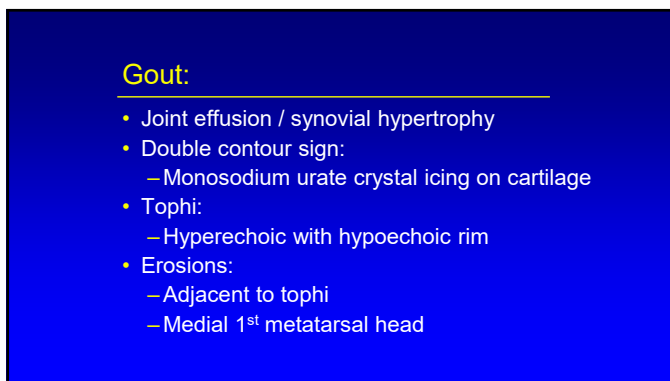 Gout:
• Joint effusion / synovial hypertrophy
• Double contour sign:
–Monosodium urate crystal icing on cartilage
• Tophi:
–Hyperechoic with hypoechoic rim
• Erosions:
–Adjacent to tophi
–Medial 1st metatarsal head